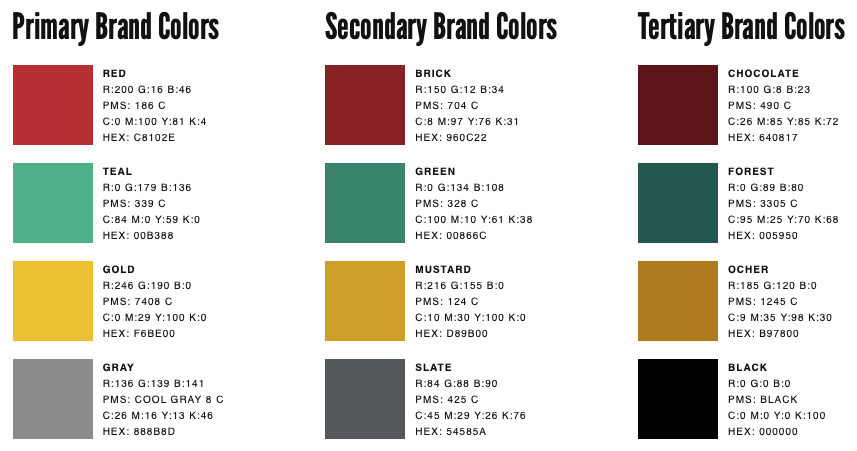 Primary Brand Colors
RED
R:200 G:16 B:46
PMS: 186 C
C:0 M:100 Y:81 K:4
HEX: C8102E
TEAL
R:0 G:179 B:136
PMS: 339 C
C:84 M:0 Y:59 K:0
HEX: 00B388
GOLD
R:246 G:190 B:0
PMS: 7408 C
C:0 M:29 Y:100 K:0
HEX: F6BE00
GRAY
R:136 G:139 B:141
PMS: COOL GRAY 8 C
C:26 M:16 Y:13 K:46
HEX: 888B8D
Secondary Brand Colors
BRICK
R:150 G:12 B:34
PMS: 704 C
C:8 M:97 Y:76 K:31
HEX: 960C22
GREEN
R:0 G:134 B:108
PMS: 328 C
C:100 M:10 Y:61 K:38
HEX: 00866C
MUSTARD
R:216 G:155 B:0
PMS: 124 C
C:10 M:30 Y:100 K:0
HEX: D89B00
SLATE
R:84 G:88 B:90
PMS: 425 C
C:45 M:29 Y:26 K:76
HEX: 54585A
Tertiary Brand Colors
CHOCOLATE
R:100 G:8 B:23
PMS: 490 C
C:26 M:85 Y:85 K:72
HEX: 640817
FOREST
R:0 G:89 B:80
PMS: 3305 C
C:95 M:25 Y:70 K:68
HEX: 005950
OCHER
R:185 G:120 B:0
PMS: 1245 C
C:9 M:35 Y:98 K:30
HEX: B97800
BLACK
R:0 G:0 B:0
PMS: BLACK
C:0 M:0 Y:0 K:100
HEX: 000000